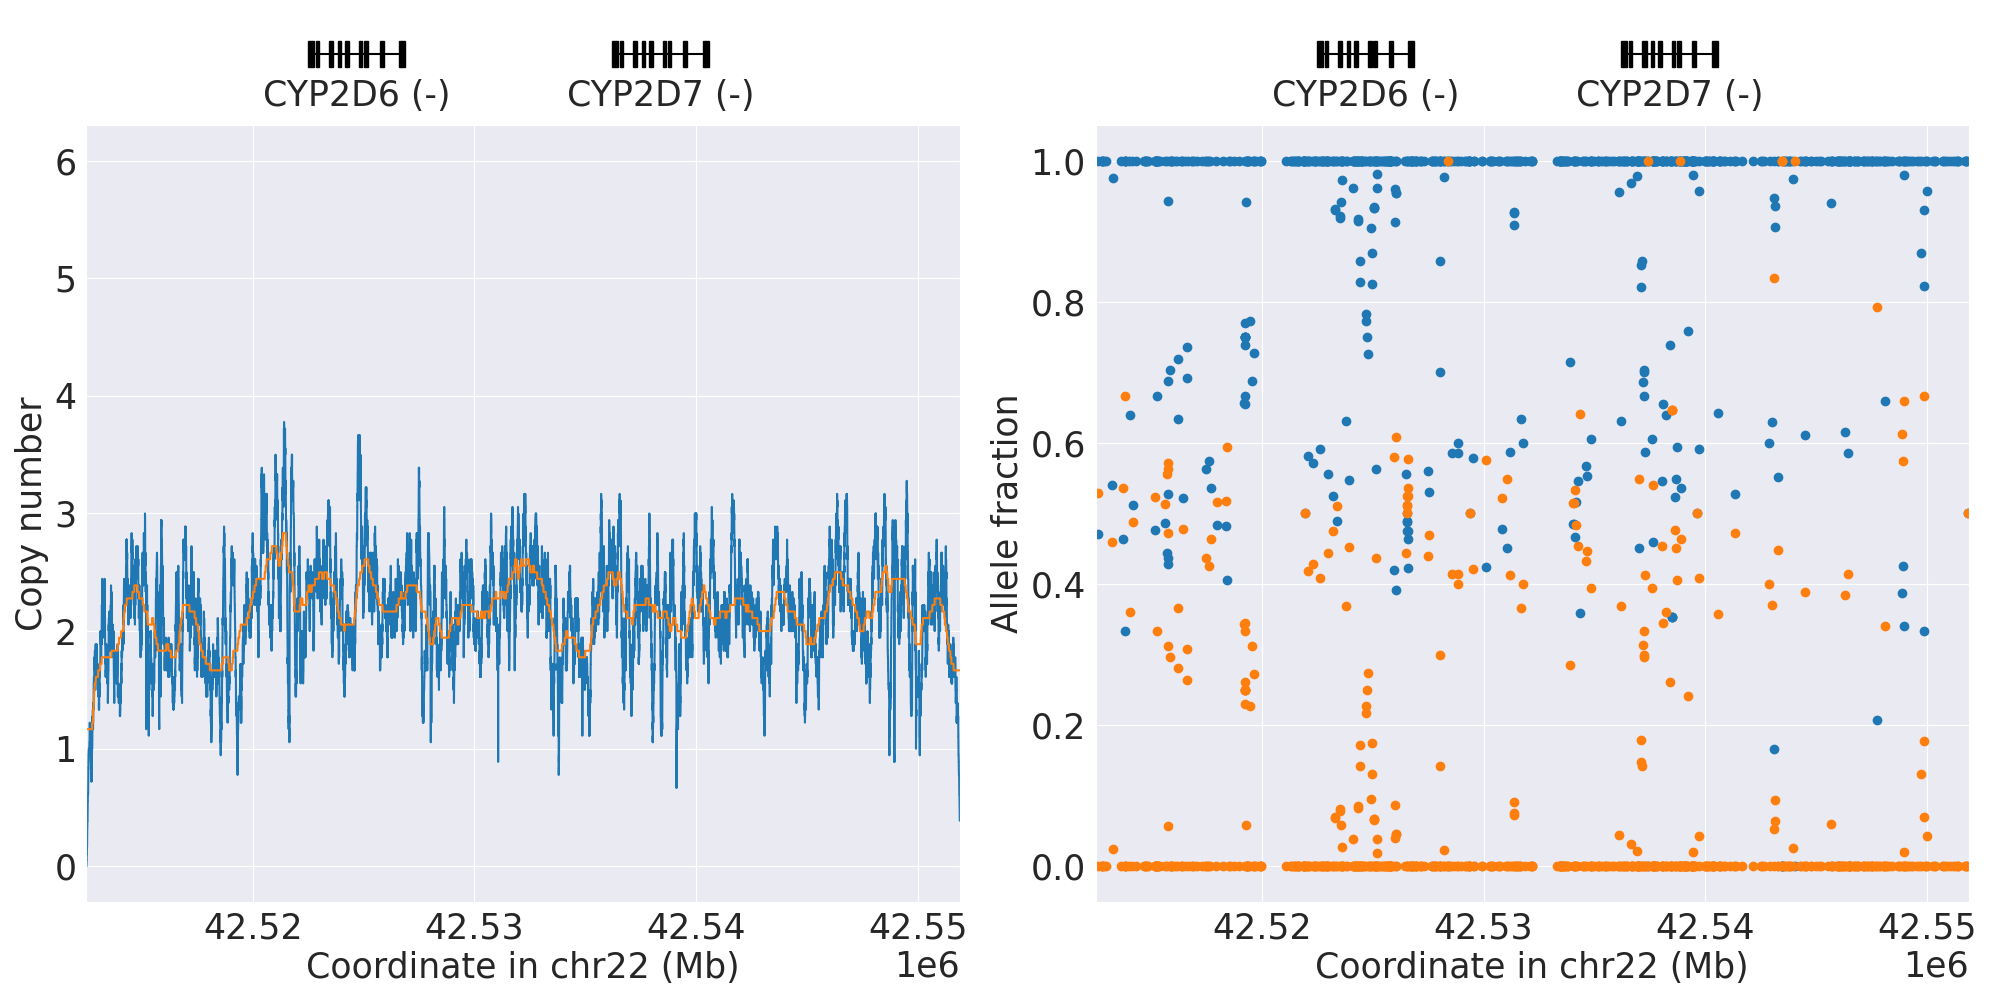 CYP2D6 (-)
CYP2D7 (-)
6
5
4
3
2
1
0
Copy number
42.52
42.53
42.54
42.55
Coordinate in chr22 (Mb)
1e6
CYP2D6 (-)
CYP2D7 (-)
1.0
0.8
0.6
0.4
0.2
0.0
Allele fraction
42.52
42.53
42.54
42.55
Coordinate in chr22 (Mb)
1e6